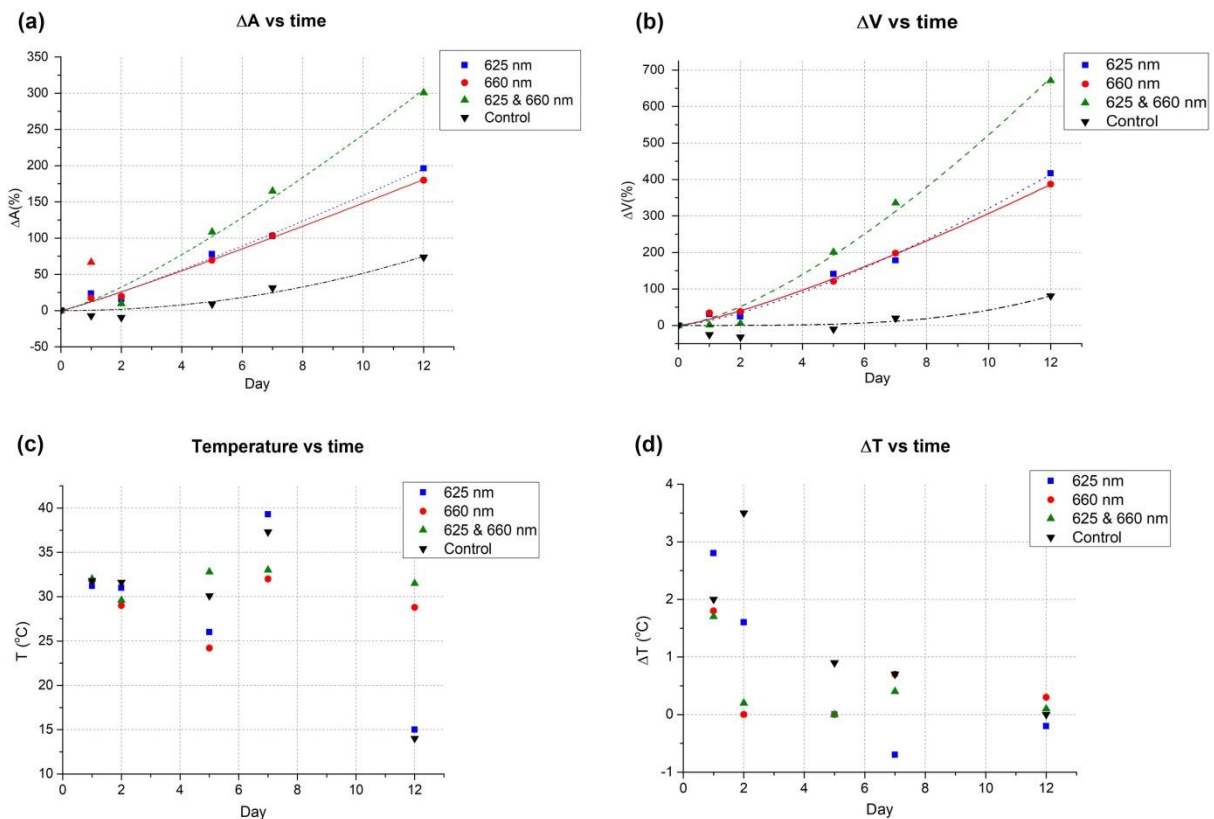 (a)
ΔA vs time
350
300
250
200
150
100
50
0
-50
ΔA(%)
0 2 4 6 8 10 12
Day
625 nm
660 nm
625 & 660 nm
Control
(b)
ΔV vs time
700
600
500
400
300
200
100
0
ΔV(%)
0 2 4 6 8 10 12
Day
625 nm
660 nm
625 & 660 nm
Control
(c)
Temperature vs time
40
35
30
25
20
15
10
T (°C)
0 2 4 6 8 10 12
Day
625 nm
660 nm
625 & 660 nm
Control
(d)
ΔT vs time
4
3
2
1
0
-1
ΔT (°C)
0 2 4 6 8 10 12
Day
625 nm
660 nm
625 & 660 nm
Control